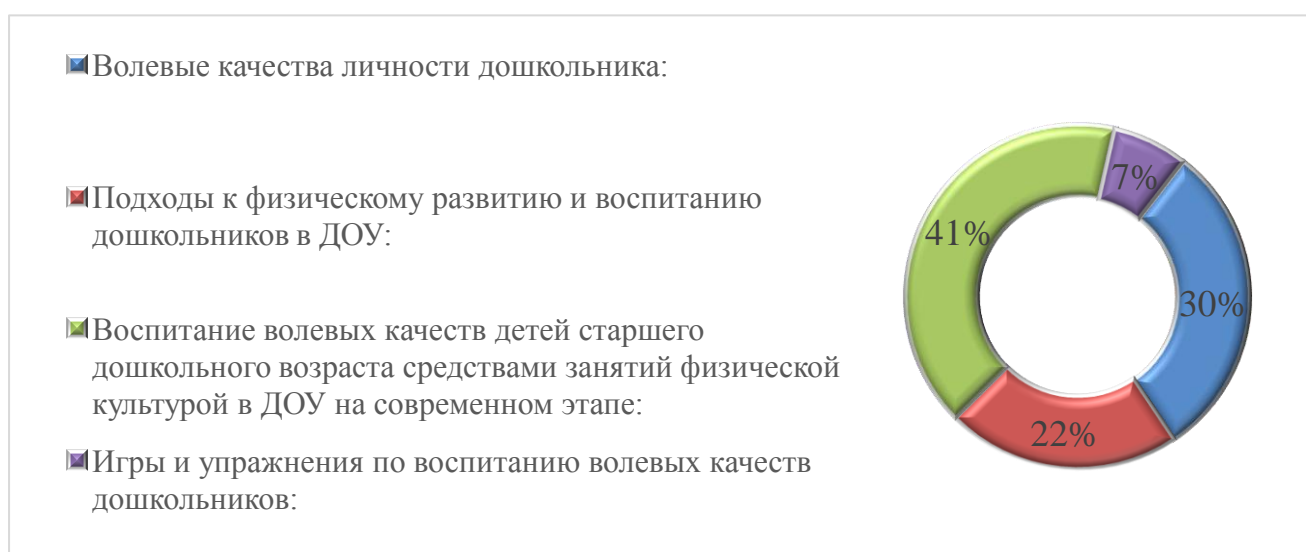 Волевые качества личности дошкольника:
Подходы к физическому развитию и воспитанию
дошкольников в ДОУ:
Воспитание волевых качеств детей старшего
дошкольного возраста средствами занятий физической
культурой в ДОУ на современном этапе:
Игры и упражнения по воспитанию волевых качеств
дошкольников:
7%
41%
30%
22%